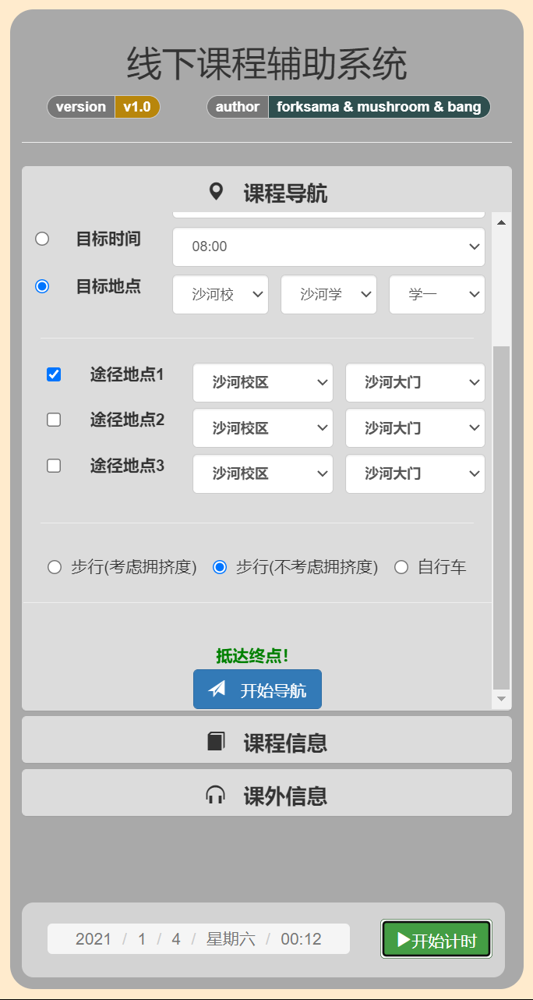 线下课程辅助系统
version v1.0 author forksama & mushroom & bang
课程导航
目标时间 08:00
目标地点 沙河校 沙河学 学一
途径地点1 沙河校区 沙河大门
途径地点2 沙河校区 沙河大门
途径地点3 沙河校区 沙河大门
步行(考虑拥挤度) 步行(不考虑拥挤度) 自行车
抵达终点!
开始导航
课程信息
课外信息
2021 / 1 / 4 / 星期六 / 00:12 开始计时